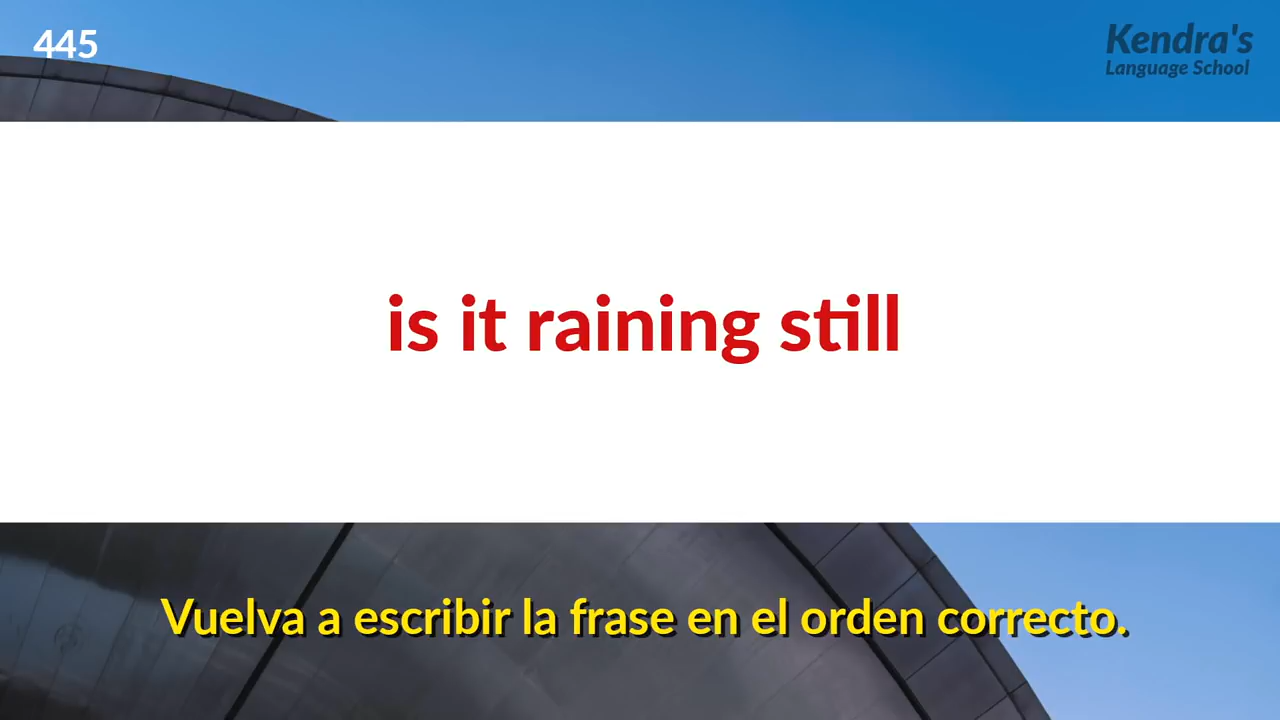 445
Kendra's
Language School
is it raining still
Vuelva a escribir la frase en el orden correcto.